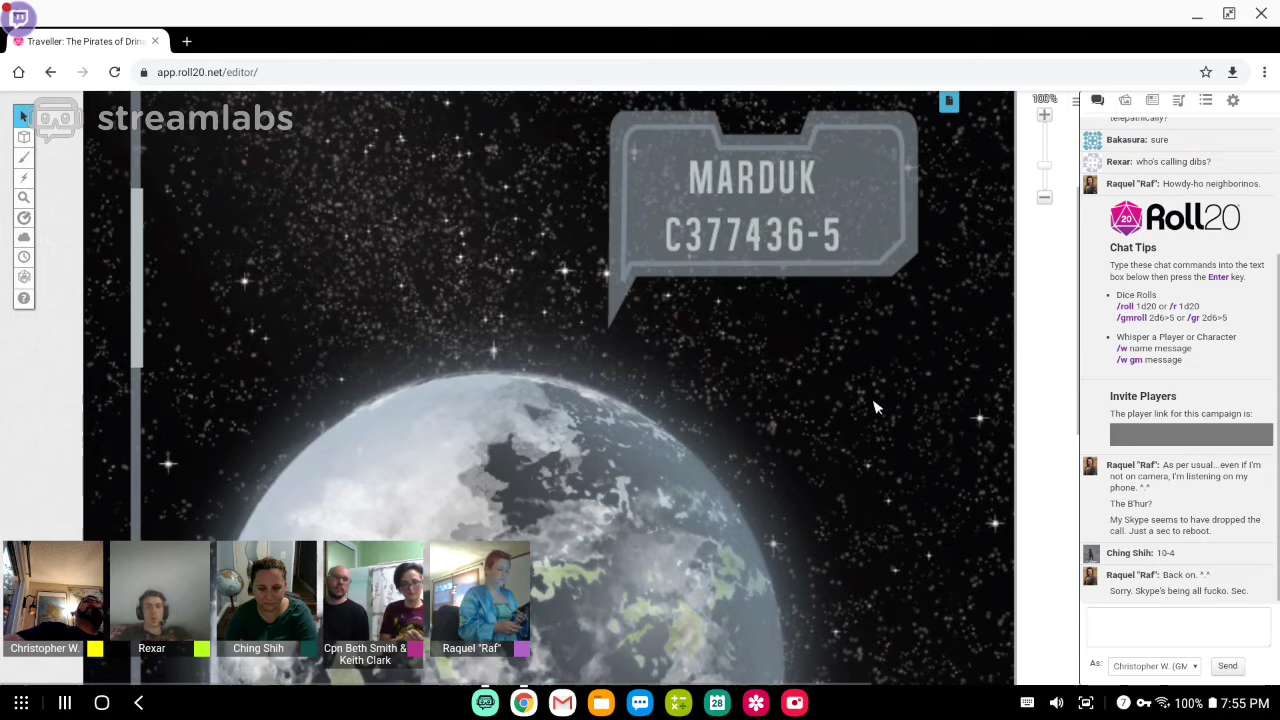 Traveller: The Pirates of Drina
app.roll20.net/editor/
streamlabs
100%
MARDUK
C377436-5
telepathically?
Bakasura: sure
Rexar: who's calling dibs?
Raquel "Raf": Howdy-ho neighborinos.
20 Roll20
Chat Tips
Type these chat commands into the text
box below then press the Enter key.
Dice Rolls
/roll 1d20 or /r 1d20
/gmroll 2d6>5 or /gr 2d6>5
Whisper a Player or Character
/w name message
/w gm message
Invite Players
The player link for this campaign is:
Raquel "Raf": As per usual...even if I'm
not on camera, I'm listening on my
phone. ^.^
The B'hur?
My Skype seems to have dropped the
call. Just a sec to reboot.
Ching Shih: 10-4
Raquel "Raf": Back on. ^.^
Sorry. Skype's being all fucko. Sec.
As: Christopher W. (GM Send
Christopher W.
Rexar
Ching Shih
Cpn Beth Smith &
Keith Clark
Raquel "Raf"
28
7 100% 7:55 PM